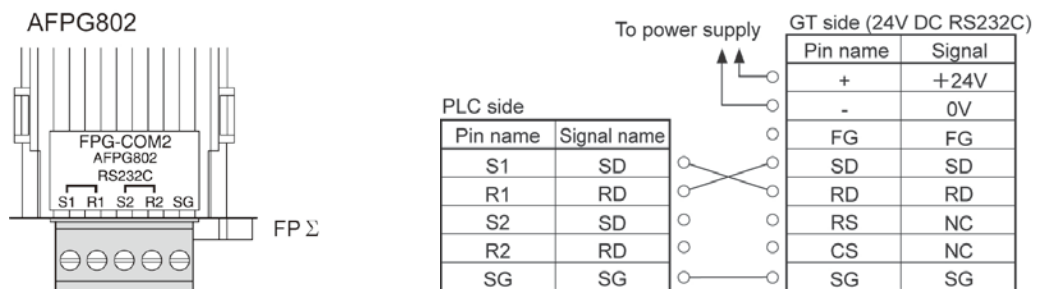 AFPG802
FPG-COM2
AFPG802
RS232C
S1 R1 S2 R2 SG
FPΣ
To power supply
GT side (24V DC RS232C)
Pin name Signal
+ +24V
- 0V
FG FG
SD SD
RD RD
RS NC
CS NC
SG SG
PLC side
Pin name Signal name
S1 SD
R1 RD
S2 SD
R2 RD
SG SG